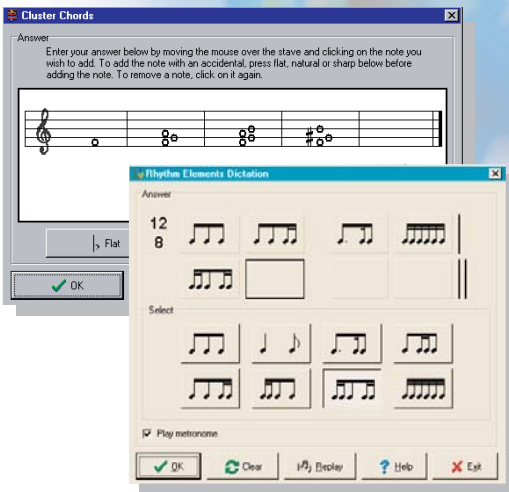 Cluster Chords
Answer
Enter your answer below by moving the mouse over the stave and clicking on the note you
wish to add. To add the note with an accidental, press flat, natural or sharp below before
adding the note. To remove a note, click on it again.
Flat
OK
Rhythm Elements Dictation
Answer
12
8
Select
Play metronome
OK
Clear
Replay
Help
Exit